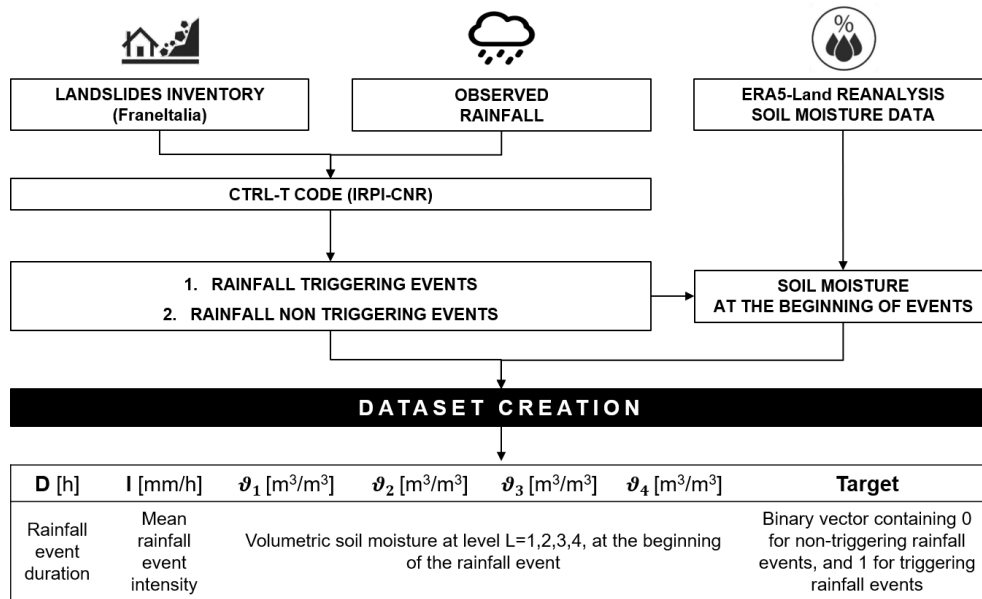 %
LANDSLIDES INVENTORY
(FraneItalia)
OBSERVED
RAINFALL
ERA5-Land REANALYSIS
SOIL MOISTURE DATA
CTRL-T CODE (IRPI-CNR)
1. RAINFALL TRIGGERING EVENTS
2. RAINFALL NON TRIGGERING EVENTS
SOIL MOISTURE
AT THE BEGINNING OF EVENTS
DATASET CREATION
D [h] I [mm/h] ϑ₁ [m³/m³] ϑ₂ [m³/m³] ϑ₃ [m³/m³] ϑ₄ [m³/m³] Target
Rainfall
event
duration
Mean
rainfall
event
intensity
Volumetric soil moisture at level L=1,2,3,4, at the beginning
of the rainfall event
Binary vector containing 0
for non-triggering rainfall
events, and 1 for triggering
rainfall events